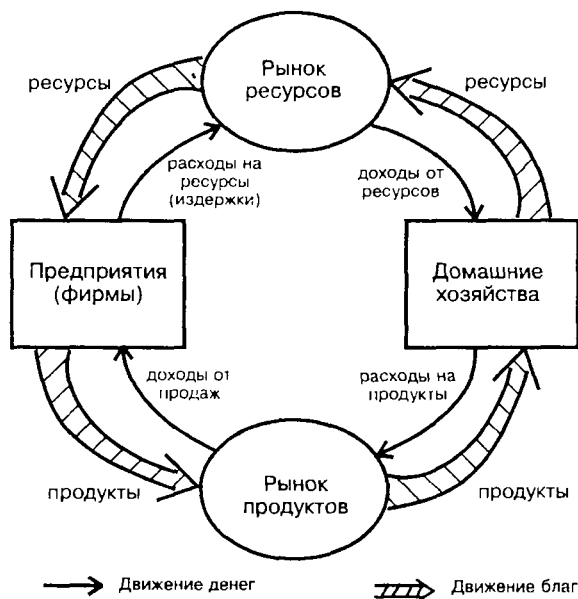 Рынок
ресурсов
ресурсы
ресурсы
расходы на
ресурсы
(издержки)
доходы от
ресурсов
Предприятия
(фирмы)
Домашние
хозяйства
доходы от
продаж
расходы на
продукты
Рынок
продуктов
продукты
продукты
Движение денег
Движение благ